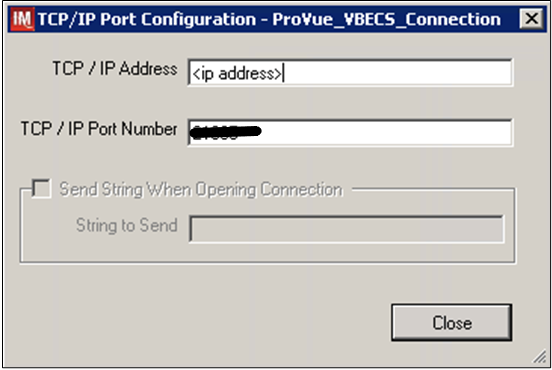 IM TCP/IP Port Configuration - ProVue_VBECS_Connection
TCP / IP Address <ip address>
TCP / IP Port Number
Send String When Opening Connection
String to Send
Close